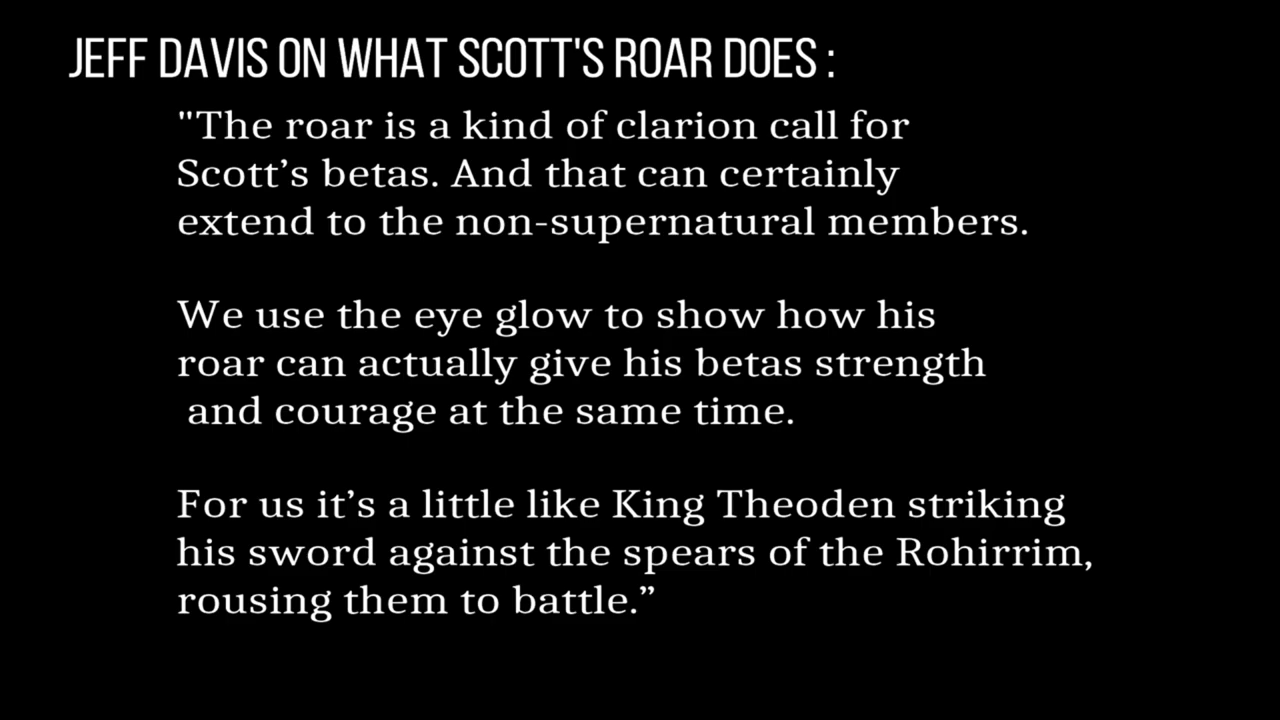 JEFF DAVIS ON WHAT SCOTT'S ROAR DOES :
"The roar is a kind of clarion call for
Scott’s betas. And that can certainly
extend to the non-supernatural members.
We use the eye glow to show how his
roar can actually give his betas strength
and courage at the same time.
For us it’s a little like King Theoden striking
his sword against the spears of the Rohirrim,
rousing them to battle.”